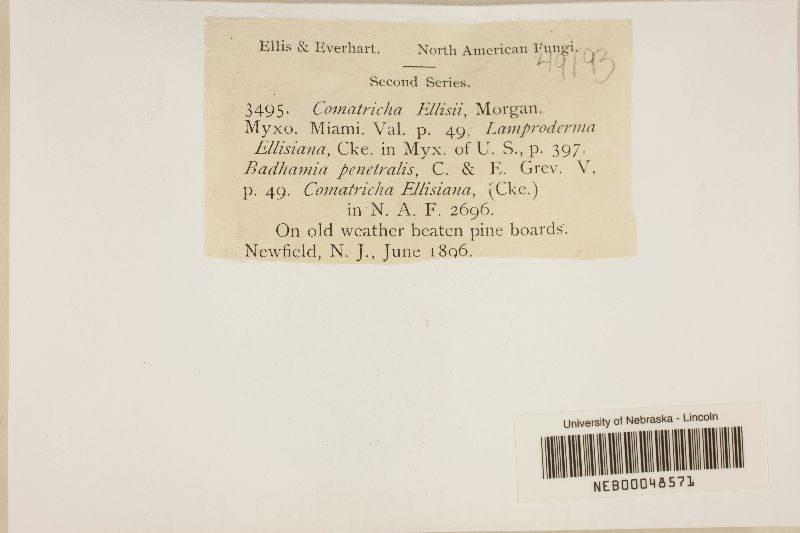 Ellis & Everhart. North American Fungi.
49193
Second Series.
3495. Comatricha Ellisii, Morgan.
Myxo. Miami. Val. p. 49, Lamproderma
Ellisiana, Cke. in Myx. of U. S., p. 397.
Badhamia penetralis, C. & E. Grev. V,
p. 49. Comatricha Ellisiana, (Cke.)
in N. A. F. 2696.
On old weather beaten pine boards.
Newfield, N. J., June 1896.
University of Nebraska - Lincoln
NEB00048571